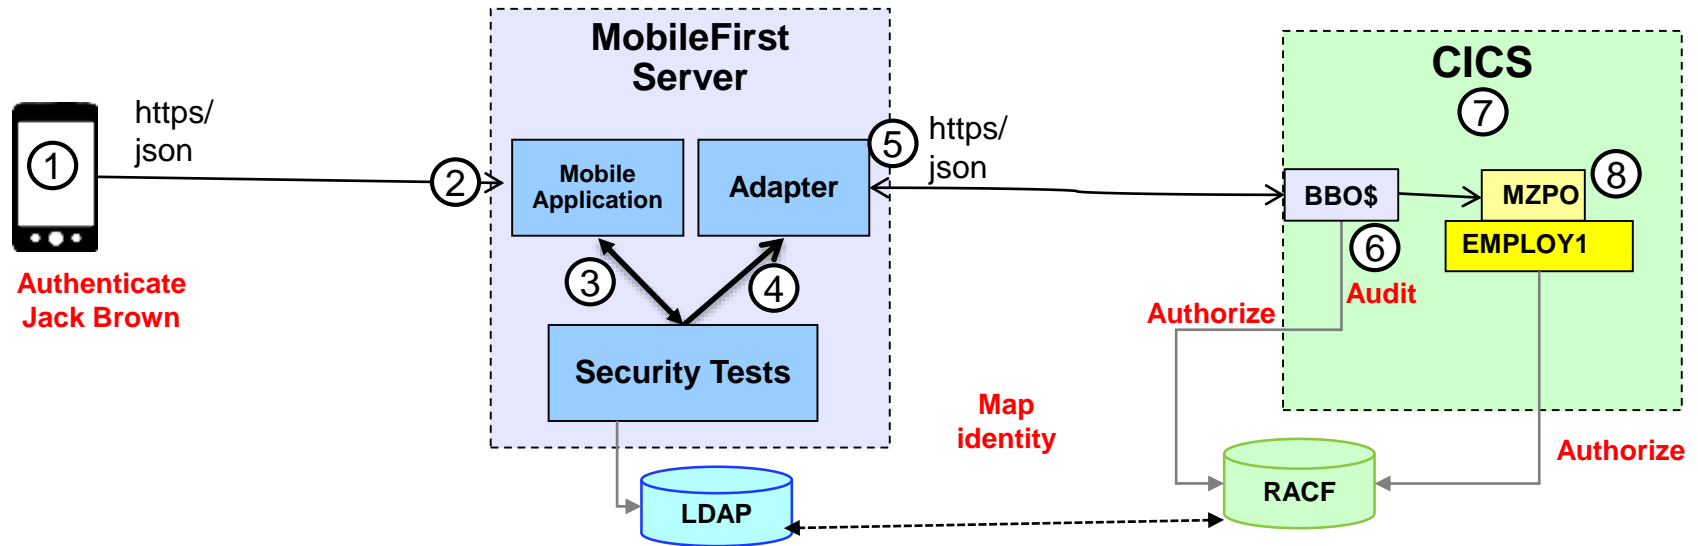 MobileFirst
Server
CICS
7
https/
json
1
2
Mobile
Application
Adapter
5
https/
json
BBO$
MZPO
8
EMPLOY1
6
Audit
3
4
Authenticate
Jack Brown
Security Tests
Authorize
Map
identity
Authorize
LDAP
RACF